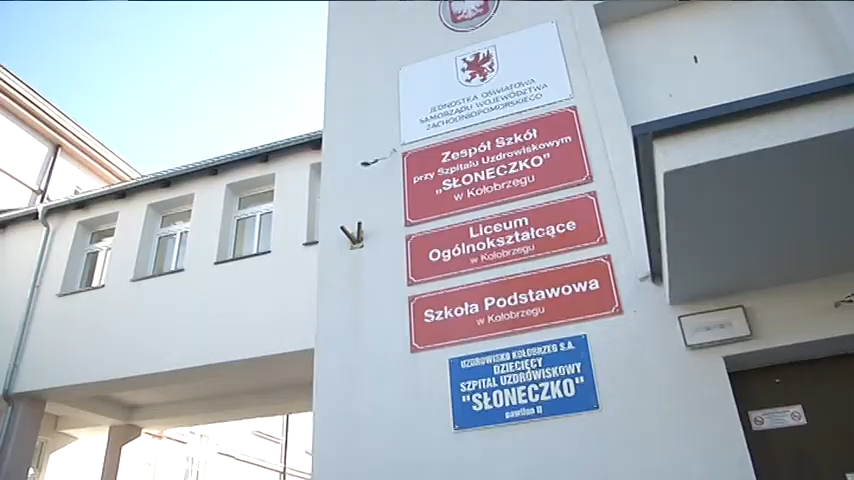 JEDNOSTKA OŚWIATOWA
SAMORZĄDU WOJEWÓDZTWA
ZACHODNIOPOMORSKIEGO
Zespół Szkół
przy Szpitalu Uzdrowiskowym
„SŁONECZKO”
w Kołobrzegu
Liceum
Ogólnokształcące
w Kołobrzegu
Szkoła Podstawowa
w Kołobrzegu
UZDROWISKO KOŁOBRZEG S.A.
DZIECIĘCY
SZPITAL UZDROWISKOWY
"SŁONECZKO"
pawilon II